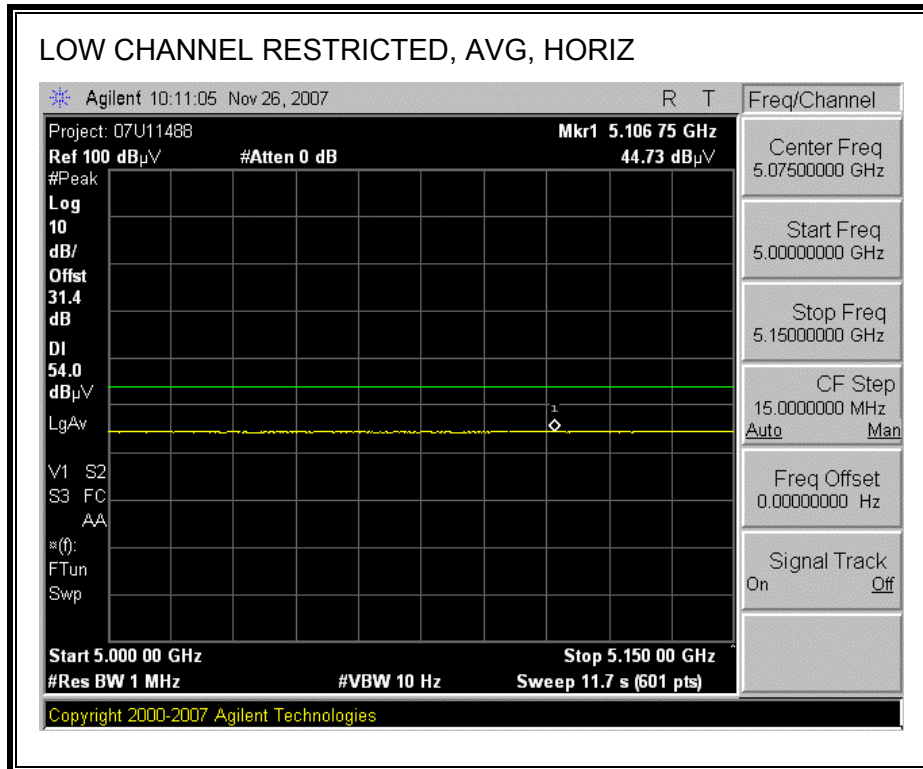 LOW CHANNEL RESTRICTED, AVG, HORIZ
Agilent 10:11:05 Nov 26, 2007 R T
Project: 07U11488 Mkr1 5.106 75 GHz
Ref 100 dBµV #Atten 0 dB 44.73 dBµV
#Peak
Log
10
dB/
Offst
31.4
dB
DI
54.0
dBµV
LgAv
1
V1 S2
S3 FC
AA
¤(f):
FTun
Swp
Start 5.000 00 GHz Stop 5.150 00 GHz ^
#Res BW 1 MHz #VBW 10 Hz Sweep 11.7 s (601 pts)
Copyright 2000-2007 Agilent Technologies
Freq/Channel
Center Freq
5.07500000 GHz
Start Freq
5.00000000 GHz
Stop Freq
5.15000000 GHz
CF Step
15.0000000 MHz
Auto Man
Freq Offset
0.00000000 Hz
Signal Track
On Off